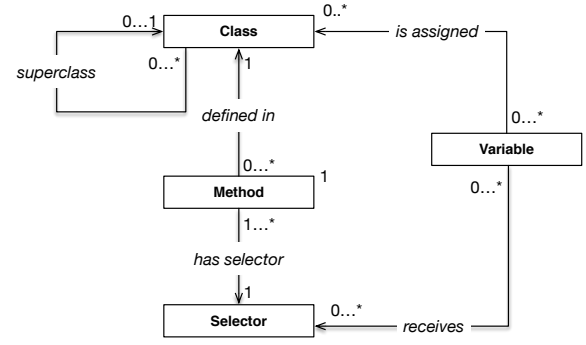 0...1
Class
0..*
is assigned
superclass
0...*
1
defined in
0...*
Variable
0...*
0...*
Method
1
1...*
has selector
1
Selector
0...*
receives